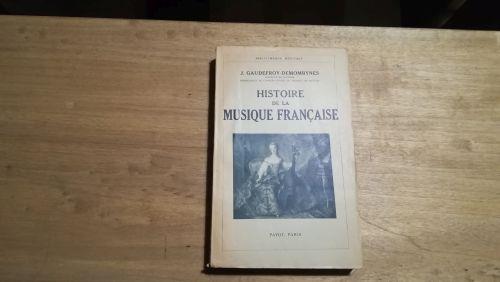 BIBLIOTHÈQUE HISTORIQUE
J. GAUDEFROY-DEMOMBYNES
HISTOIRE
DE LA
MUSIQUE FRANÇAISE
PAYOT, PARIS